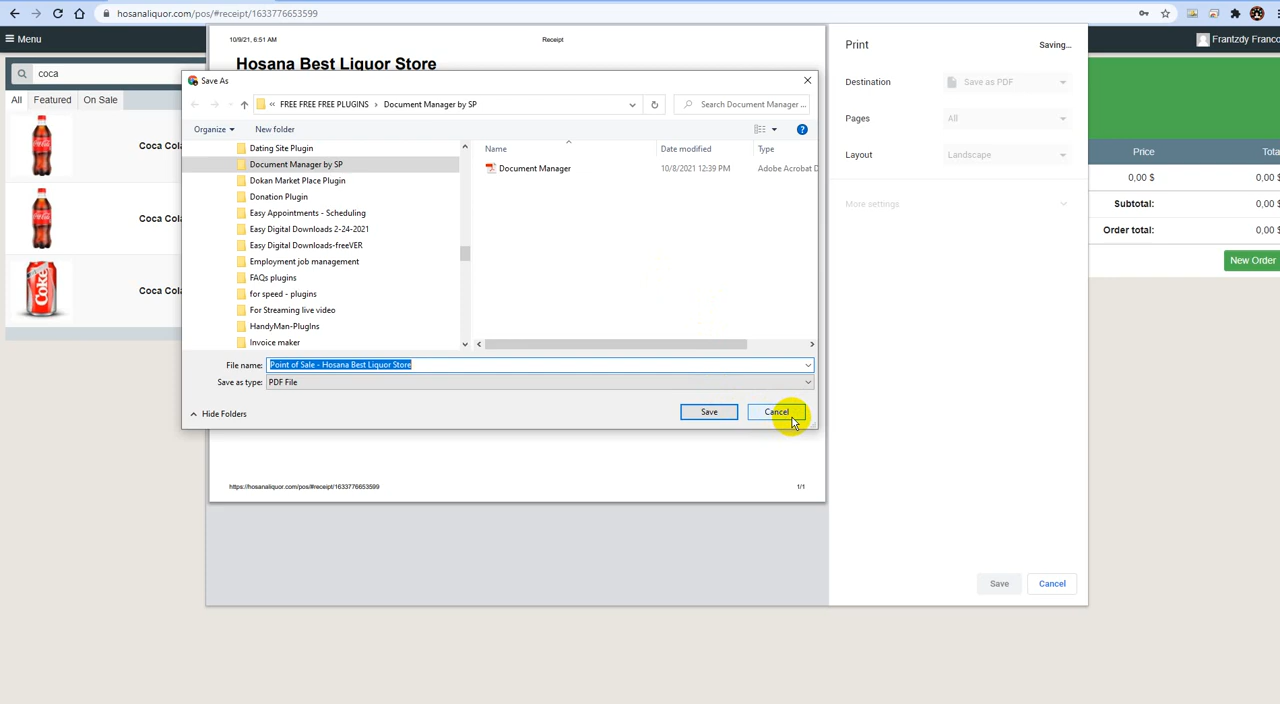 hosanaliquor.com/pos/#receipt/1633776653599
Menu
Frantzdy Franco
coca
All Featured On Sale
Coca Cola
Coca Cola
Coca Cola
Coke
10/9/21, 6:51 AM Receipt
Hosana Best Liquor Store
https://hosanaliquor.com/pos/#receipt/1633776653599 1/1
Save As
« FREE FREE FREE PLUGINS › Document Manager by SP
Search Document Manager ...
Organize New folder
Dating Site Plugin
Document Manager by SP
Dokan Market Place Plugin
Donation Plugin
Easy Appointments - Scheduling
Easy Digital Downloads 2-24-2021
Easy Digital Downloads-freeVER
Employment job management
FAQs plugins
for speed - plugins
For Streaming live video
HandyMan-PlugIns
Invoice maker
Name Date modified Type
Document Manager 10/8/2021 12:39 PM Adobe Acrobat D
File name: Point of Sale - Hosana Best Liquor Store
Save as type: PDF File
Hide Folders
Save Cancel
Print Saving...
Destination Save as PDF
Pages All
Layout Landscape
More settings
Save Cancel
Price Tota
0,00 $ 0,00 $
Subtotal: 0,00 $
Order total: 0,00 $
New Order